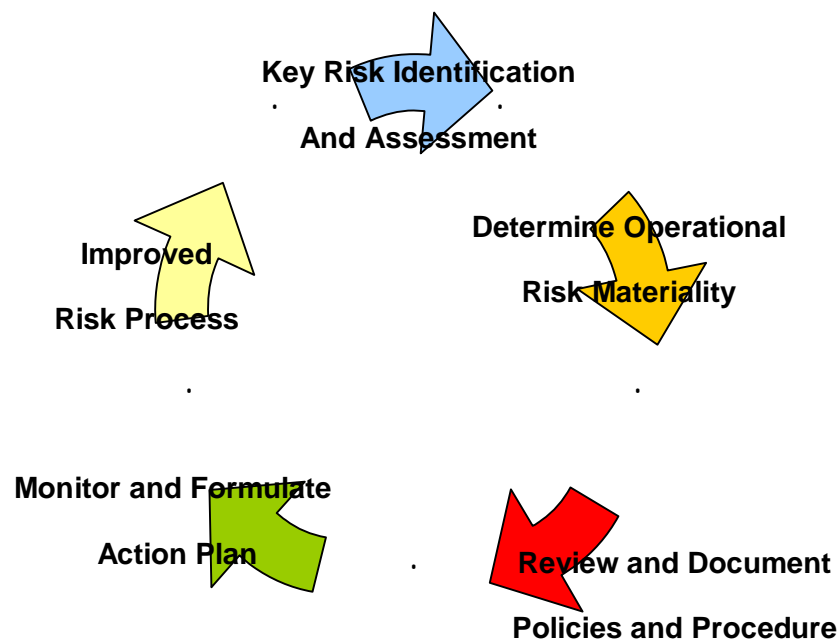 Key Risk Identification
And Assessment
Determine Operational
Risk Materiality
Improved
Risk Process
Monitor and Formulate
Action Plan
Review and Document
Policies and Procedure